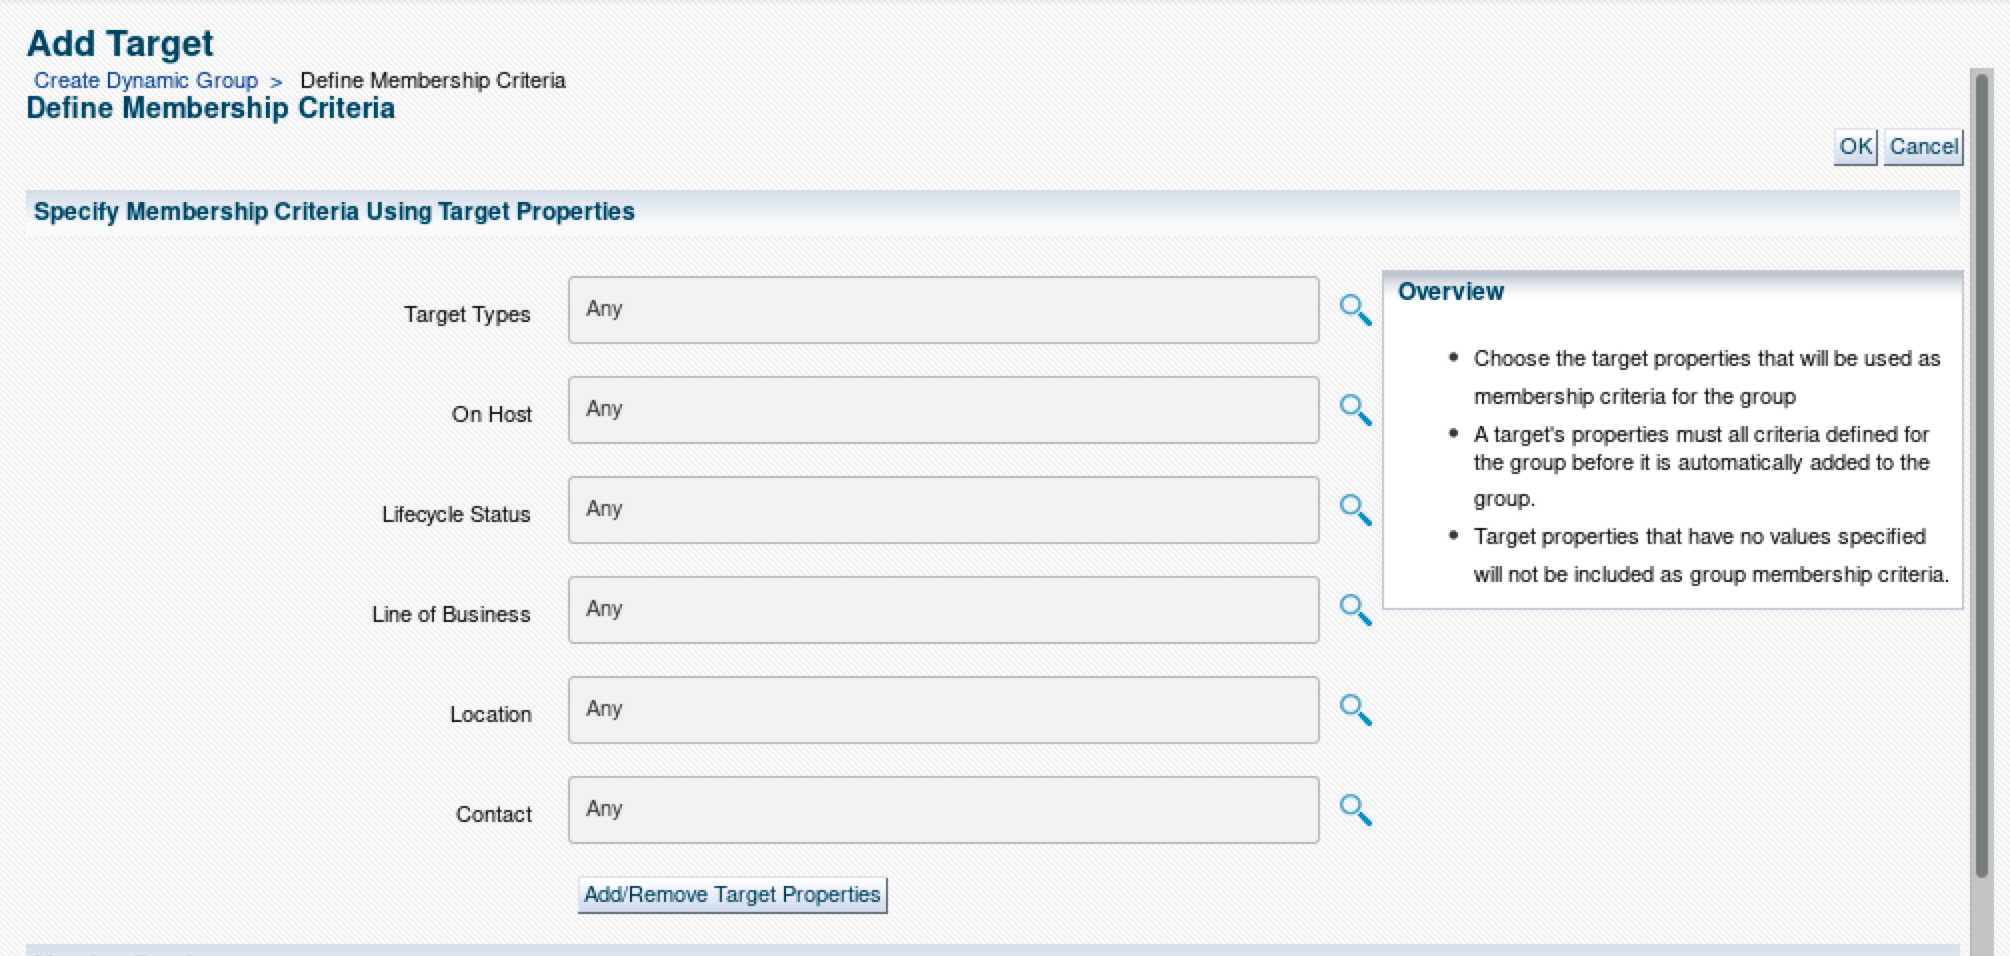 Add Target
Create Dynamic Group > Define Membership Criteria
Define Membership Criteria
OK Cancel
Specify Membership Criteria Using Target Properties
Target Types Any
On Host Any
Lifecycle Status Any
Line of Business Any
Location Any
Contact Any
Add/Remove Target Properties
Overview
• Choose the target properties that will be used as
membership criteria for the group
• A target's properties must all criteria defined for
the group before it is automatically added to the
group.
• Target properties that have no values specified
will not be included as group membership criteria.